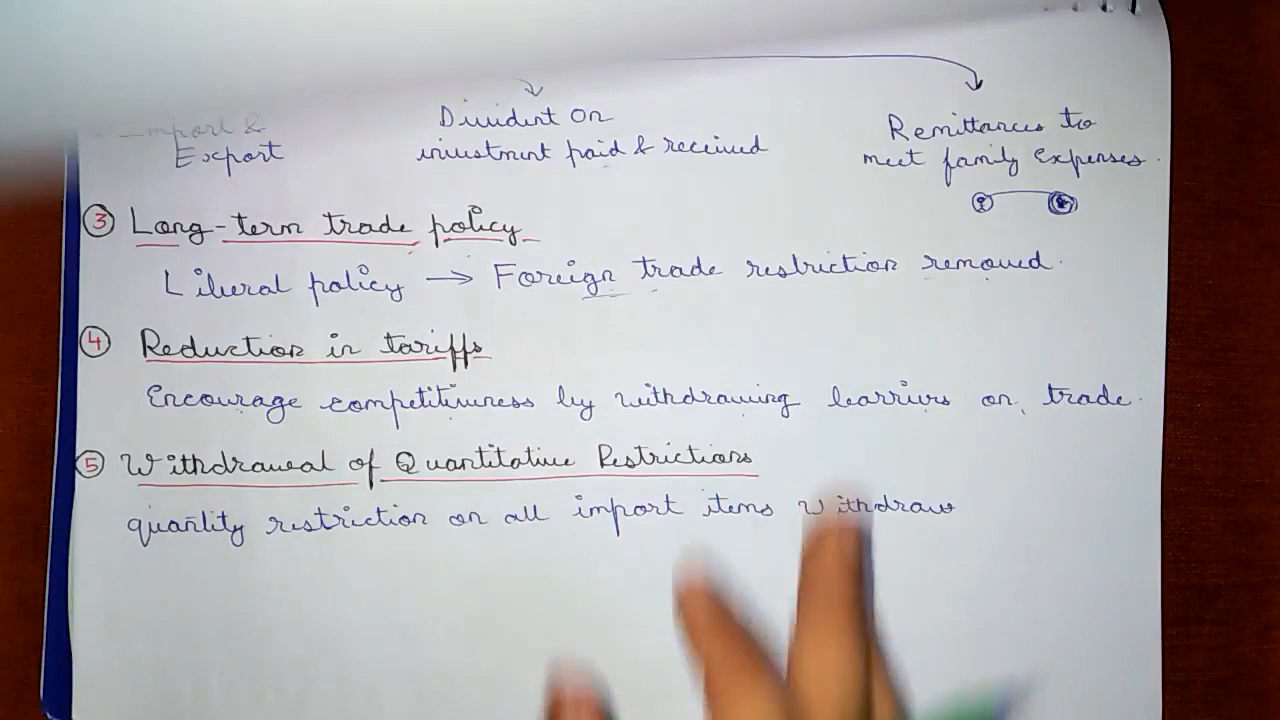 Import &
Export
Divident on
investment paid & received
Remittances to
meet family expenses.
③ Long-term trade policy
Liberal policy → Foreign trade restriction removed.
④ Reduction in tariffs
Encourage competitiveness by withdrawing barriers on trade.
⑤ Withdrawal of Quantitative Restrictions
quantity restriction on all import items withdraw